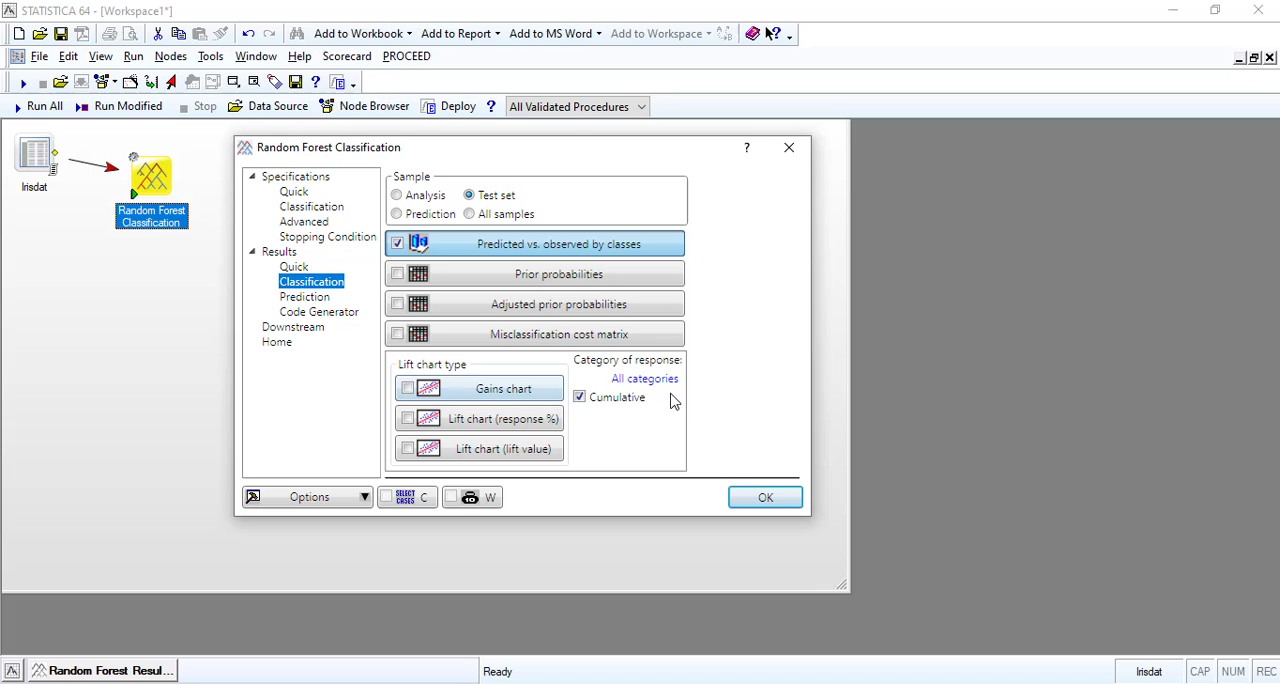 STATISTICA 64 - [Workspace1*]
Add to Workbook Add to Report Add to MS Word Add to Workspace
File Edit View Run Nodes Tools Window Help Scorecard PROCEED
Run All Run Modified Stop Data Source Node Browser Deploy ? All Validated Procedures
Irisdat
Random Forest
Classification
Random Forest Classification ?
Specifications
Quick
Classification
Advanced
Stopping Condition
Results
Quick
Classification
Prediction
Code Generator
Downstream
Home
Sample
Analysis Test set
Prediction All samples
Predicted vs. observed by classes
Prior probabilities
Adjusted prior probabilities
Misclassification cost matrix
Lift chart type
Gains chart
Lift chart (response %)
Lift chart (lift value)
Category of response:
All categories
Cumulative
Options SELECT CASES C W OK
Random Forest Resul... Ready Irisdat CAP NUM REC